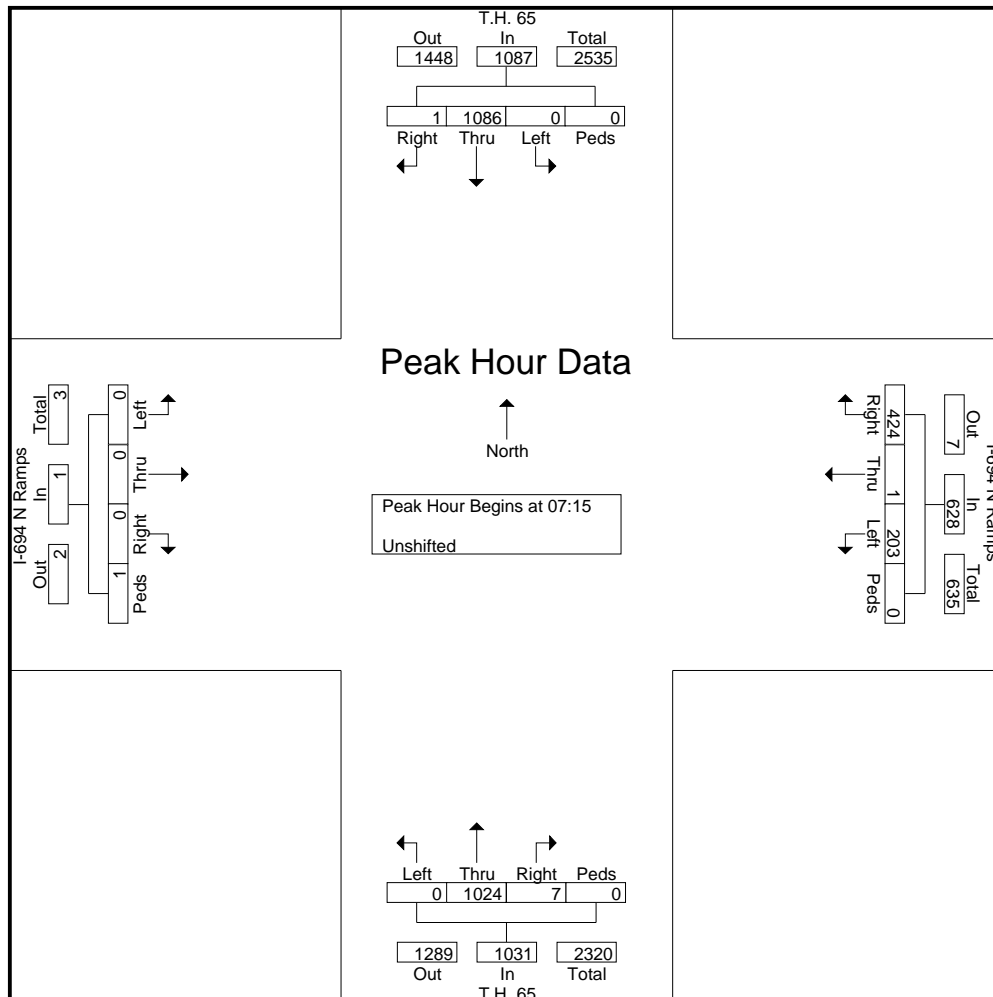 T.H. 65
Out In Total
1448 1087 2535
1 1086 0 0
Right Thru Left Peds
Peak Hour Data
North
Peak Hour Begins at 07:15
Unshifted
I-694 N Ramps
Out In Total
2 1 3
1 0 0 0
Peds Right Thru Left
I-694 N Ramps
Out In Total
7 628 635
424 1 203 0
Right Thru Left Peds
Left Thru Right Peds
0 1024 7 0
1289 1031 2320
Out In Total
T.H. 65